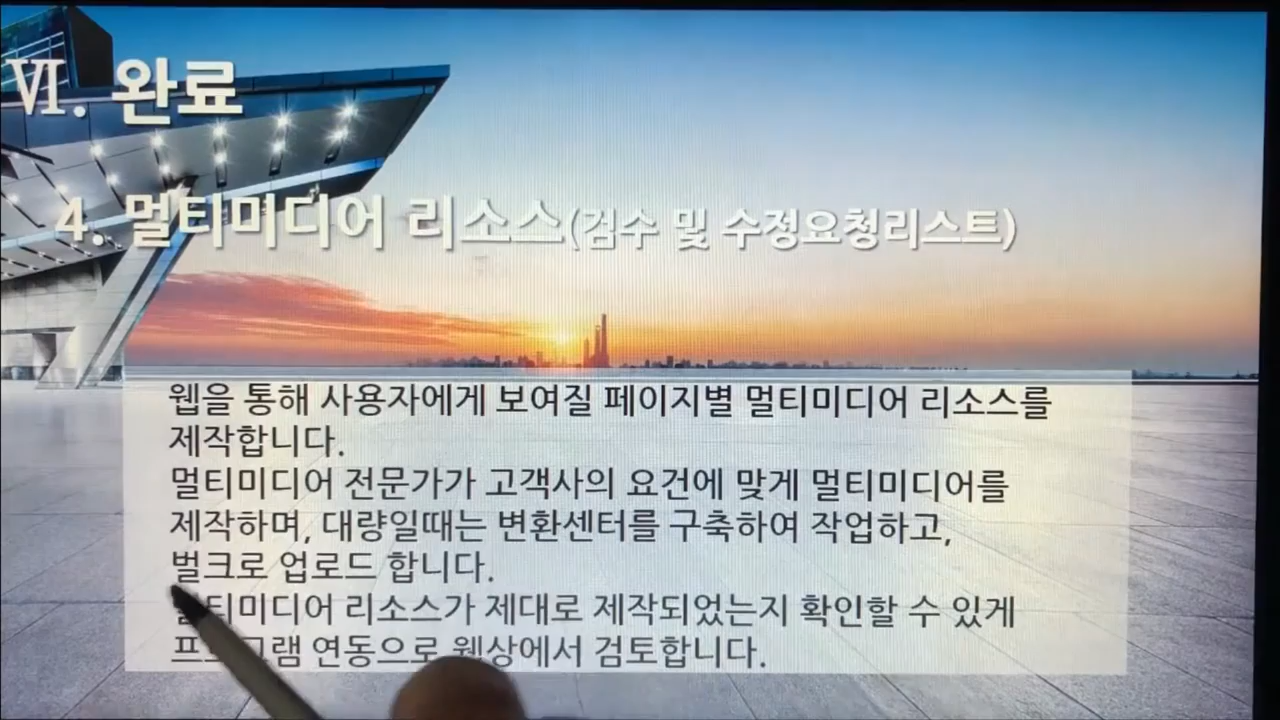 Ⅵ. 완료
4. 멀티미디어 리소스(검수 및 수정요청리스트)
웹을 통해 사용자에게 보여질 페이지별 멀티미디어 리소스를
제작합니다.
멀티미디어 전문가가 고객사의 요건에 맞게 멀티미디어를
제작하며, 대량일때는 변환센터를 구축하여 작업하고,
벌크로 업로드 합니다.
멀티미디어 리소스가 제대로 제작되었는지 확인할 수 있게
프로그램 연동으로 웹상에서 검토합니다.